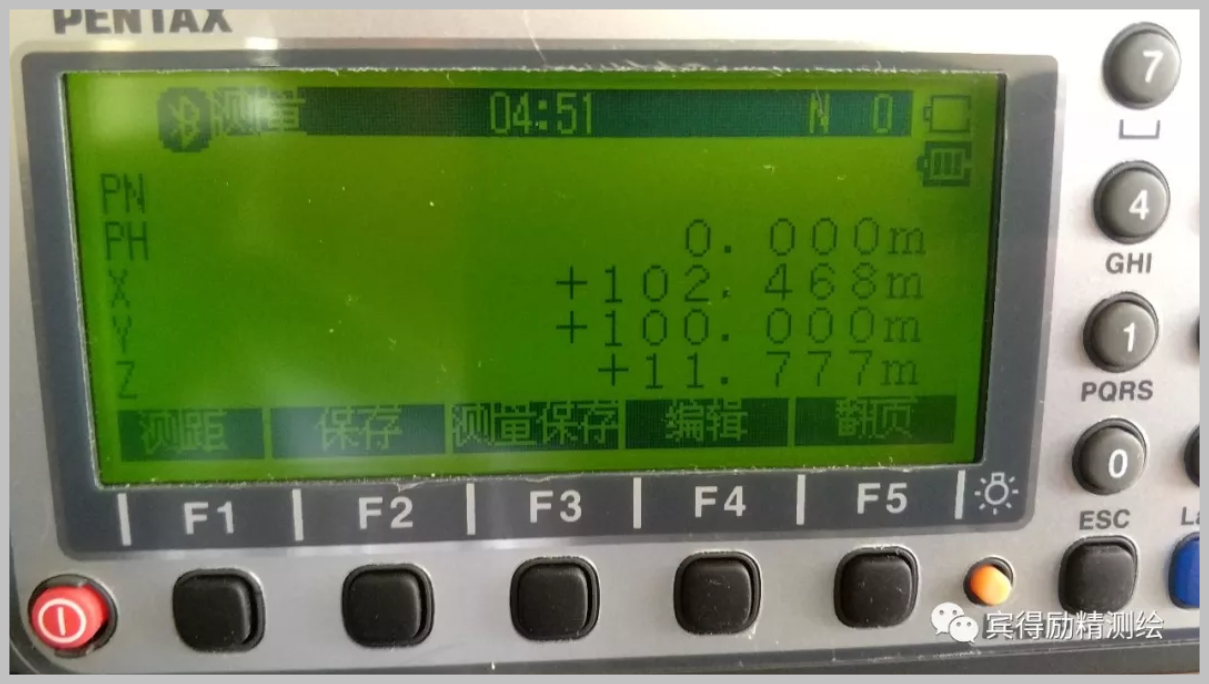 PENTAX
测量 04:51 N 0
PN
PH 0.000m
X +102.468m
Y +100.000m
Z +11.777m
测距 保存 测量保存 编辑 翻页
F1 F2 F3 F4 F5
7
4
GHI
1
PQRS
0
ESC
宾得励精测绘